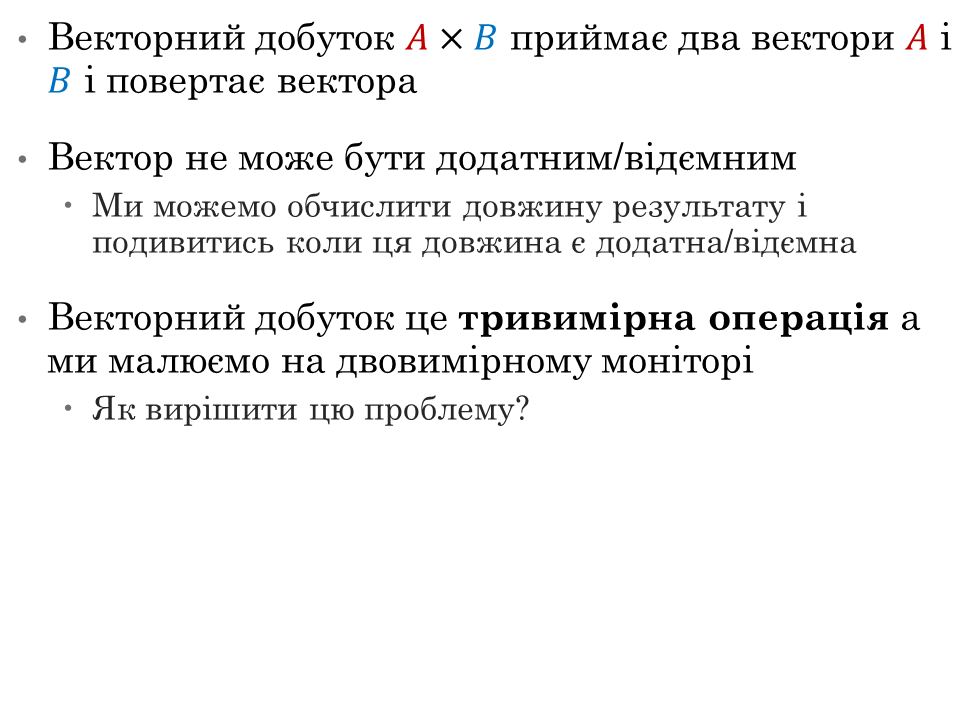 • Векторний добуток 𝐴 × 𝐵 приймає два вектори 𝐴 і
𝐵 і повертає вектора
• Вектор не може бути додатним/відємним
• Ми можемо обчислити довжину результату і
подивитись коли ця довжина є додатна/відємна
• Векторний добуток це тривимірна операція а
ми малюємо на двовимірному моніторі
• Як вирішити цю проблему?